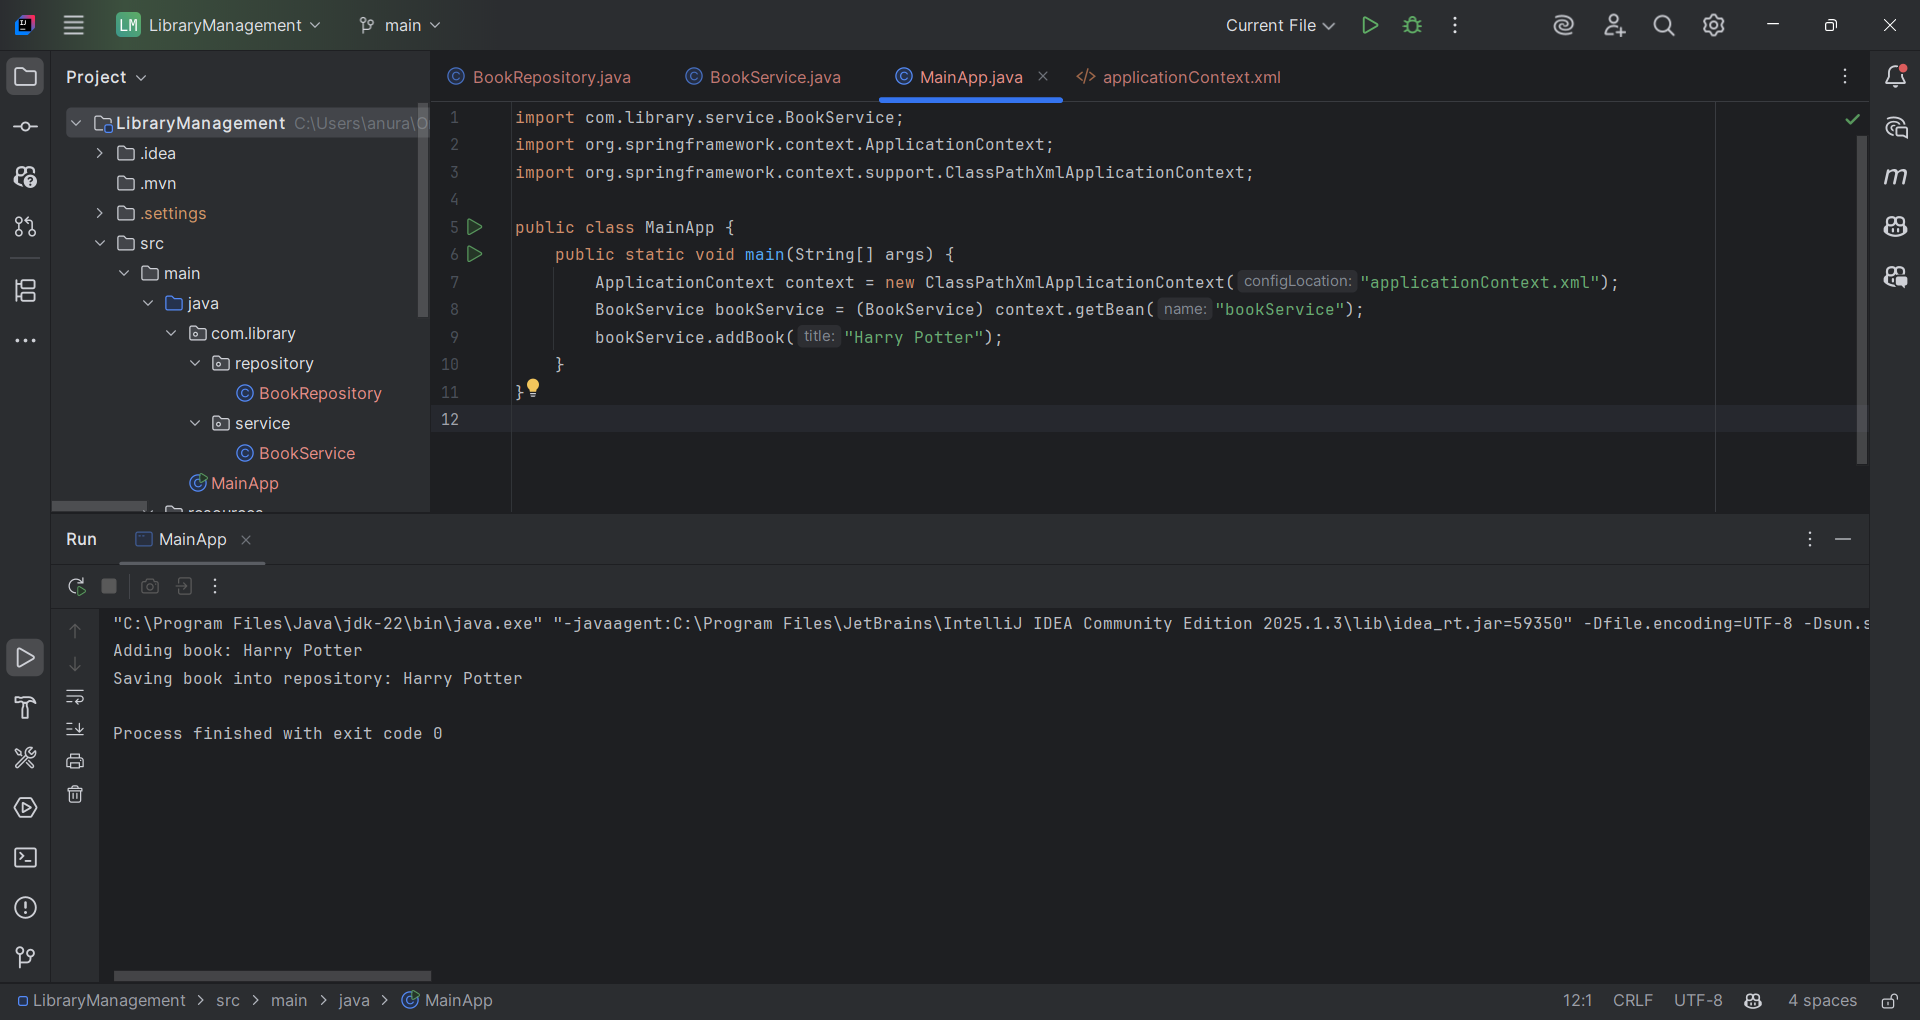 LM LibraryManagement main Current File
Project
BookRepository.java BookService.java MainApp.java applicationContext.xml
LibraryManagement C:\Users\anura\O
.idea
.mvn
.settings
src
main
java
com.library
repository
BookRepository
service
BookService
MainApp
resources
1 import com.library.service.BookService;
2 import org.springframework.context.ApplicationContext;
3 import org.springframework.context.support.ClassPathXmlApplicationContext;
4
5 public class MainApp {
6 public static void main(String[] args) {
7 ApplicationContext context = new ClassPathXmlApplicationContext( configLocation: "applicationContext.xml");
8 BookService bookService = (BookService) context.getBean( name: "bookService");
9 bookService.addBook( title: "Harry Potter");
10 }
11 }
12
Run MainApp
"C:\Program Files\Java\jdk-22\bin\java.exe" "-javaagent:C:\Program Files\JetBrains\IntelliJ IDEA Community Edition 2025.1.3\lib\idea_rt.jar=59350" -Dfile.encoding=UTF-8 -Dsun.s
Adding book: Harry Potter
Saving book into repository: Harry Potter
Process finished with exit code 0
LibraryManagement > src > main > java > MainApp 12:1 CRLF UTF-8 4 spaces